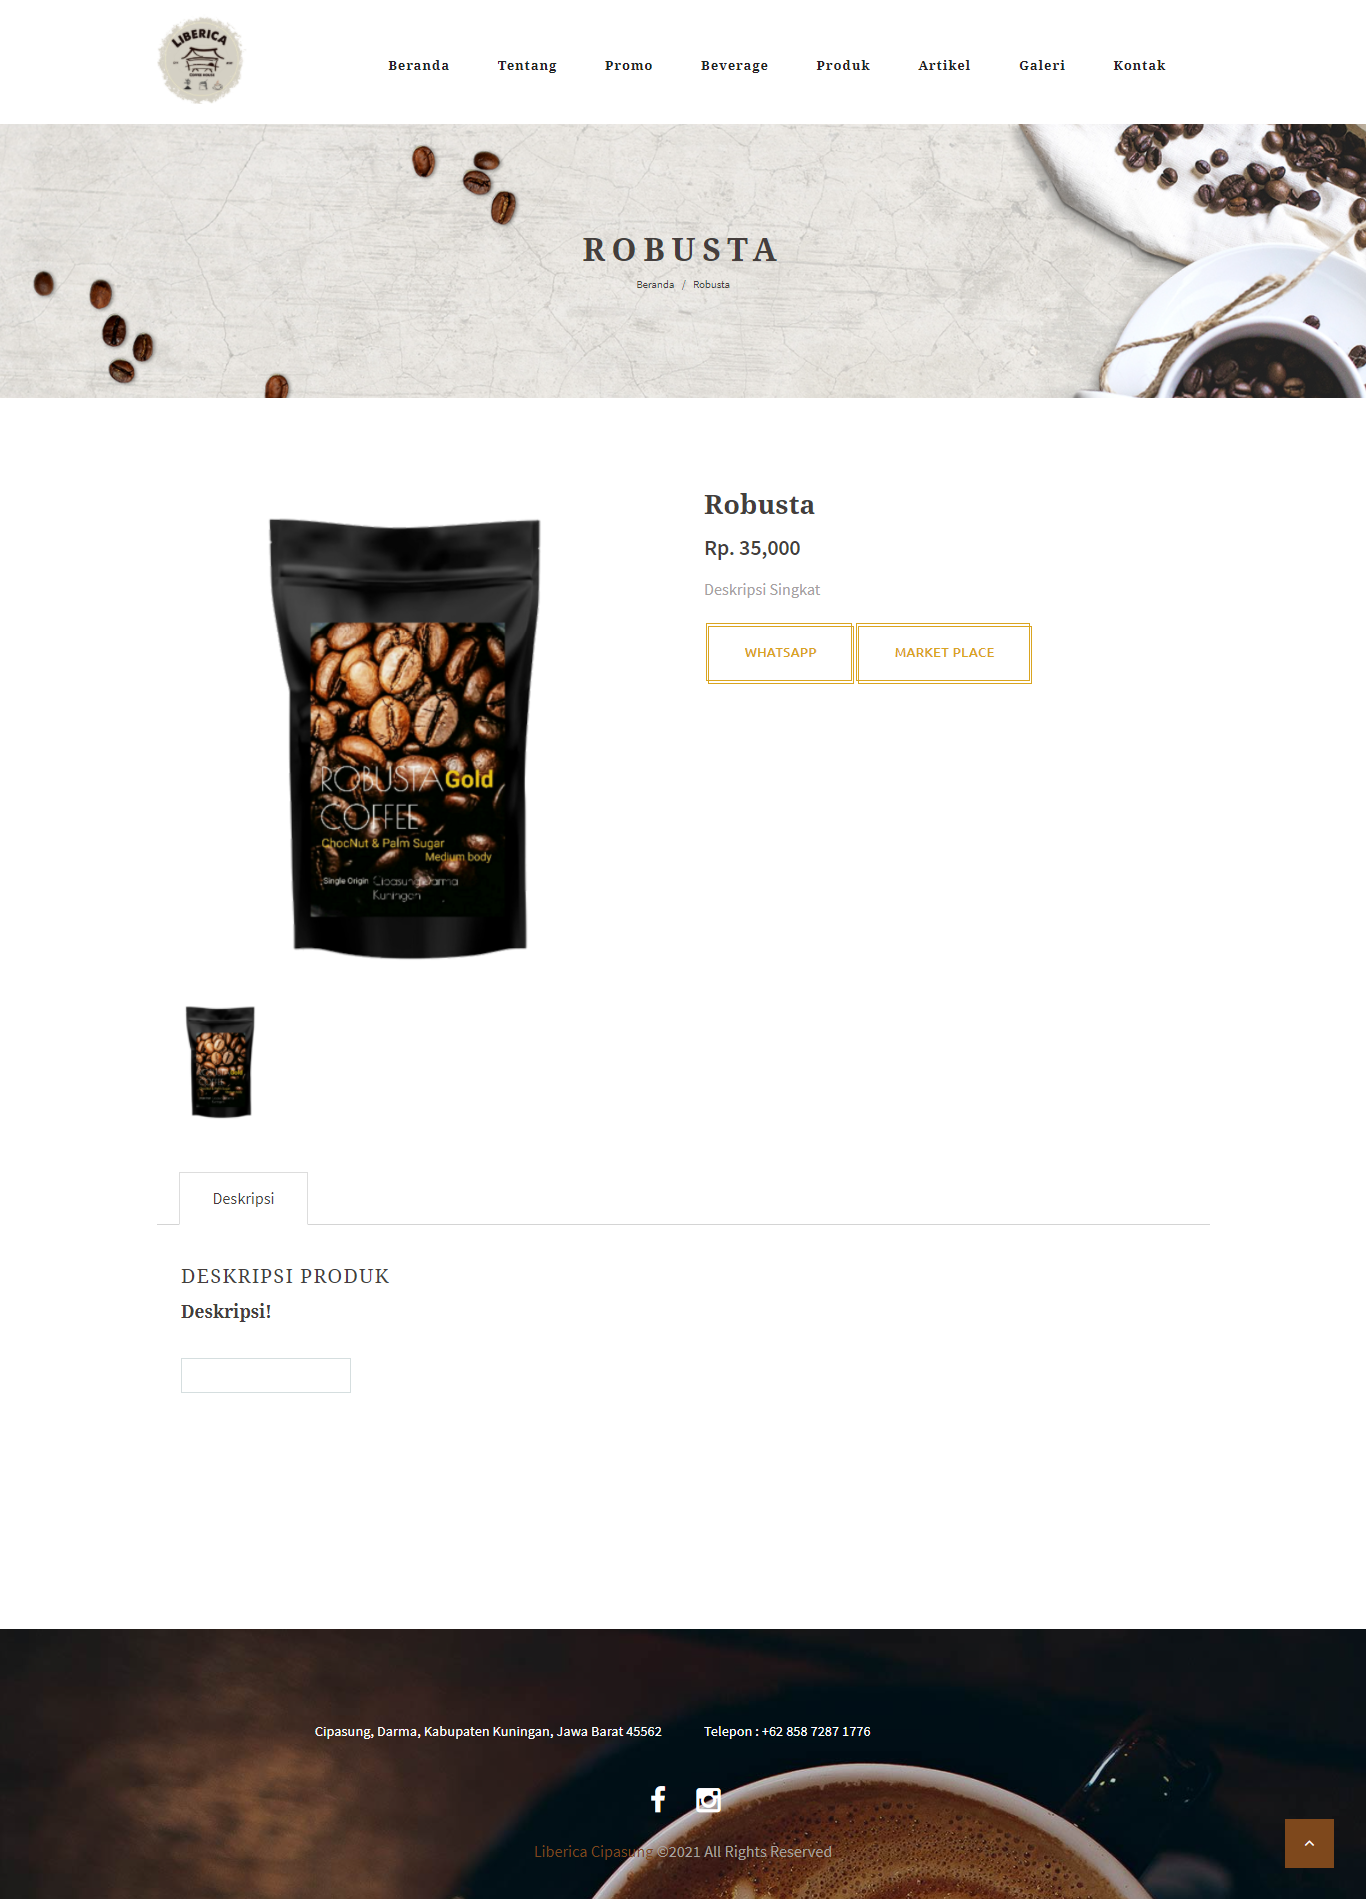 LIBERICA
COFFEE HOUSE
Beranda
Tentang
Promo
Beverage
Produk
Artikel
Galeri
Kontak
ROBUSTA
Beranda / Robusta
Robusta
Rp. 35,000
Deskripsi Singkat
WHATSAPP
MARKET PLACE
ROBUSTA Gold
COFFEE
ChocNut & Palm Sugar
Medium body
Single Origin Cipasung Darma
Kuningan
Deskripsi
DESKRIPSI PRODUK
Deskripsi!
Cipasung, Darma, Kabupaten Kuningan, Jawa Barat 45562
Telepon : +62 858 7287 1776
Liberica Cipasung ©2021 All Rights Reserved